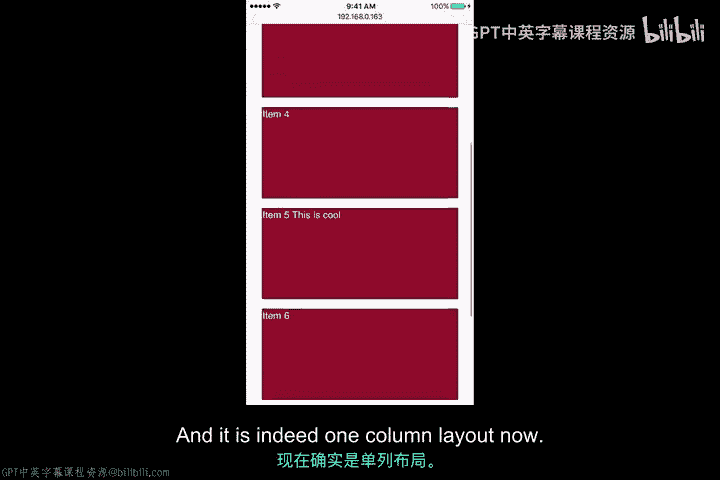 9:41 AM
100%
192.168.0.163
GPT中英字幕课程资源
bilibili
Item 4
Item 5 This is cool
Item 6
And it is indeed one column layout now.
现在确实是单列布局。
GPT中英字幕课程资源@bilibili.com